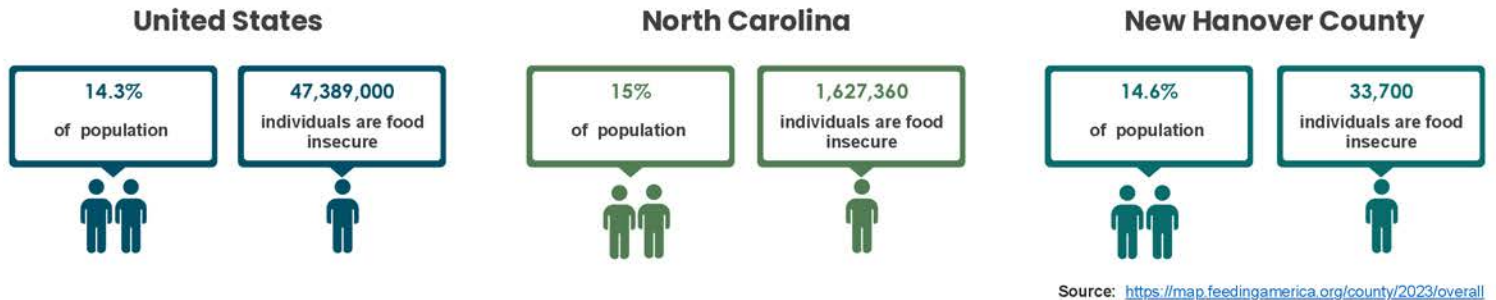 United States
14.3%
of population
47,389,000
individuals are food
insecure
North Carolina
15%
of population
1,627,360
individuals are food
insecure
New Hanover County
14.6%
of population
33,700
individuals are food
insecure
Source: https://map.feedingamerica.org/county/2023/overall